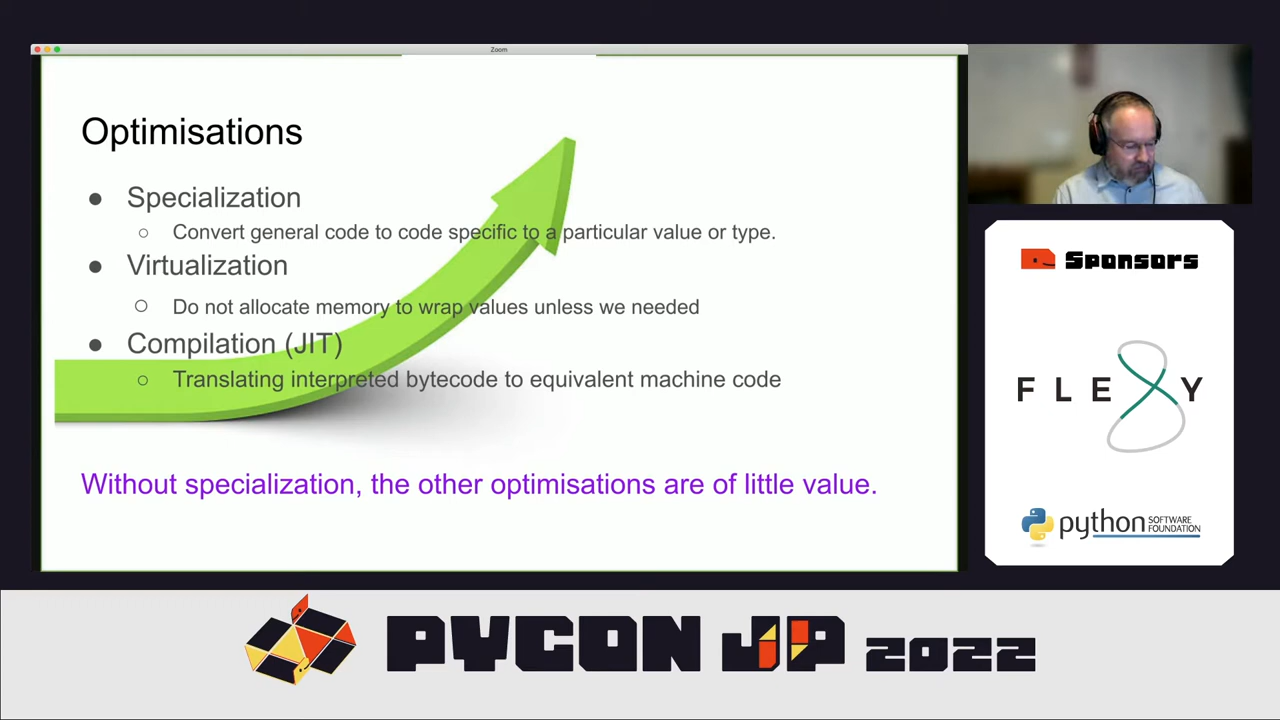 Zoom
Optimisations
● Specialization
○ Convert general code to code specific to a particular value or type.
● Virtualization
○ Do not allocate memory to wrap values unless we needed
● Compilation (JIT)
○ Translating interpreted bytecode to equivalent machine code
Without specialization, the other optimisations are of little value.
Sponsors
FLE8Y
python SOFTWARE
FOUNDATION
PYCON JP 2022